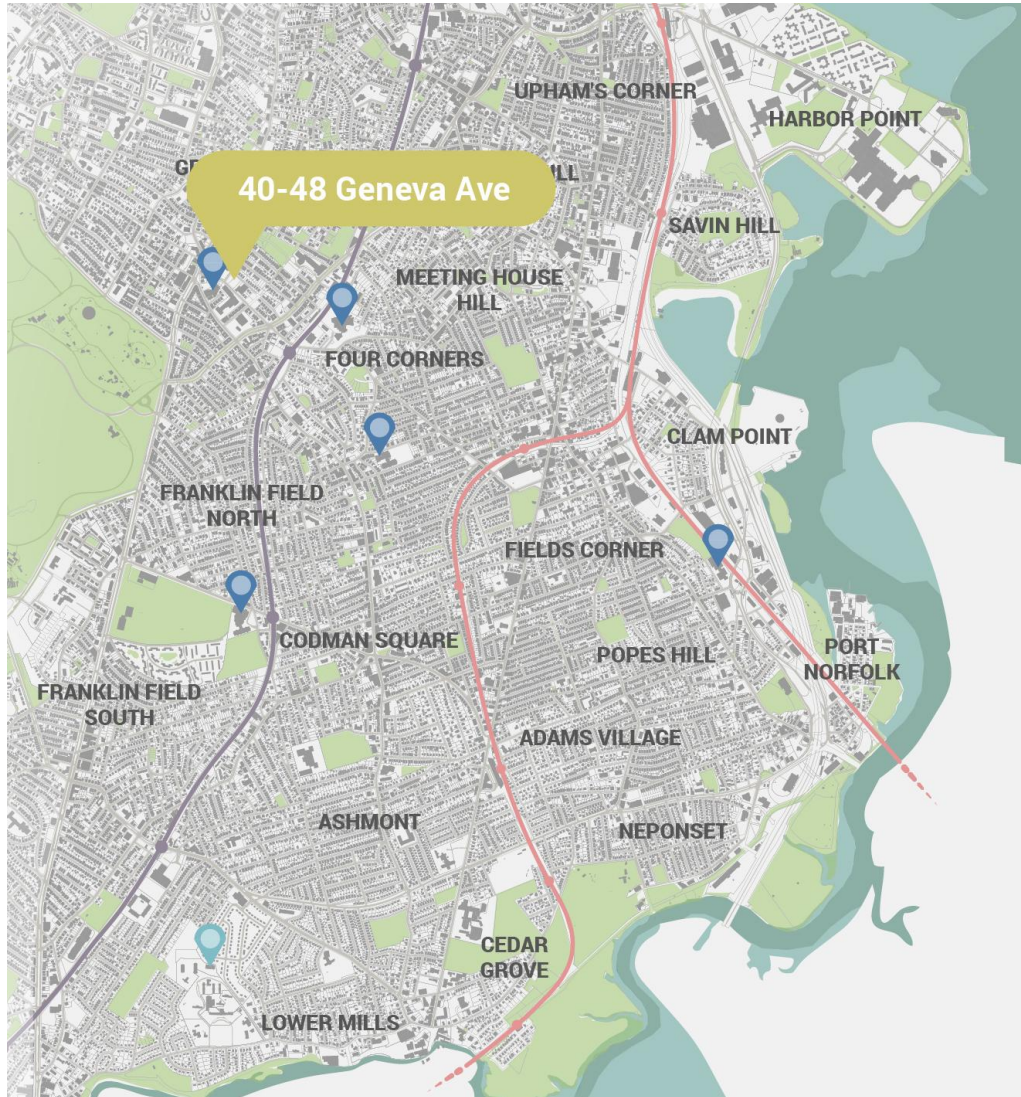 UPHAM'S CORNER
HARBOR POINT
40-48 Geneva Ave
SAVIN HILL
MEETING HOUSE
HILL
FOUR CORNERS
CLAM POINT
FRANKLIN FIELD
NORTH
FIELDS CORNER
CODMAN SQUARE
POPES HILL
PORT
NORFOLK
FRANKLIN FIELD
SOUTH
ADAMS VILLAGE
ASHMONT
NEPONSET
CEDAR
GROVE
LOWER MILLS